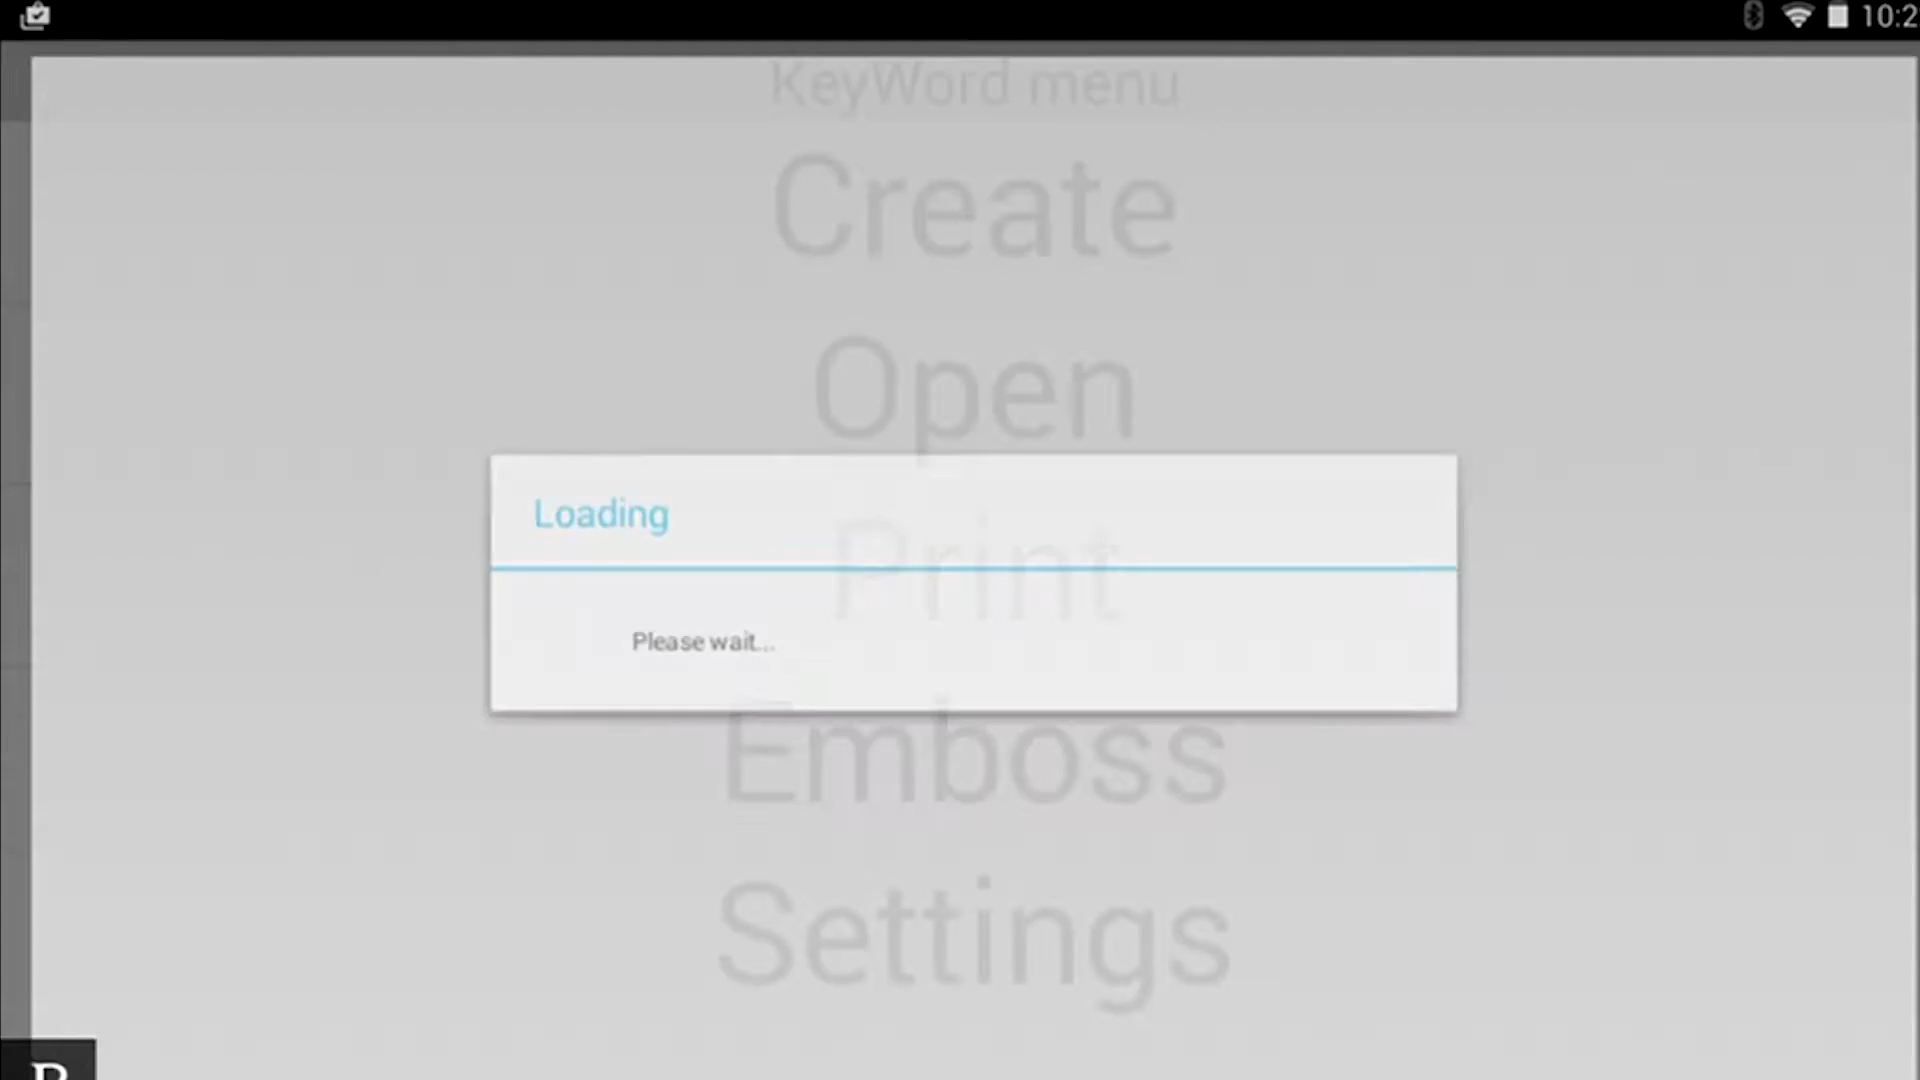 10:2
KeyWord menu
Create
Open
Loading
Print
Please wait...
Emboss
Settings